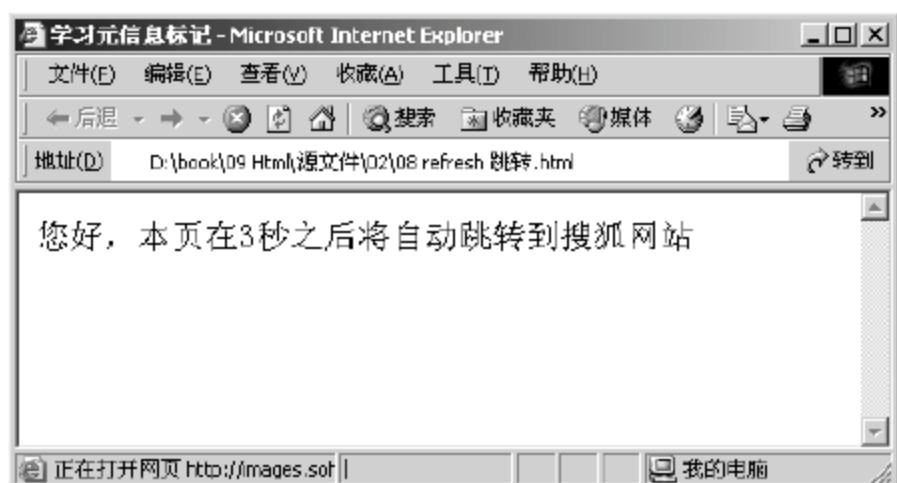 学习元信息标记 - Microsoft Internet Explorer
文件(F) 编辑(E) 查看(V) 收藏(A) 工具(T) 帮助(H)
后退 搜索 收藏夹 媒体 »
地址(D) D:\book\09 Html\源文件\02\08 refresh 跳转.html 转到
您好，本页在3秒之后将自动跳转到搜狐网站
正在打开网页 http://images.soh 我的电脑